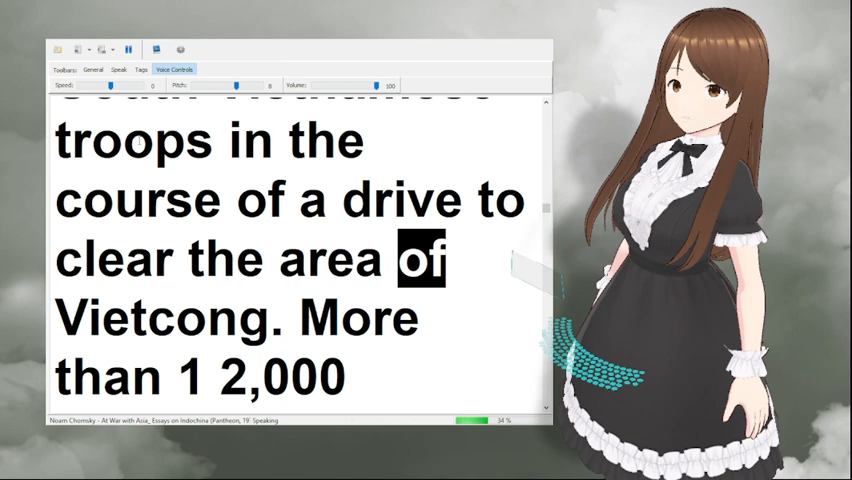 Toolbars: General Speak Tags Voice Controls
Speed: 0 Pitch: 8 Volume: 100
troops in the
course of a drive to
clear the area of
Vietcong. More
than 1 2,000
Noam Chomsky - At War with Asia_ Essays on Indochina (Pantheon, 19 Speaking 34 %